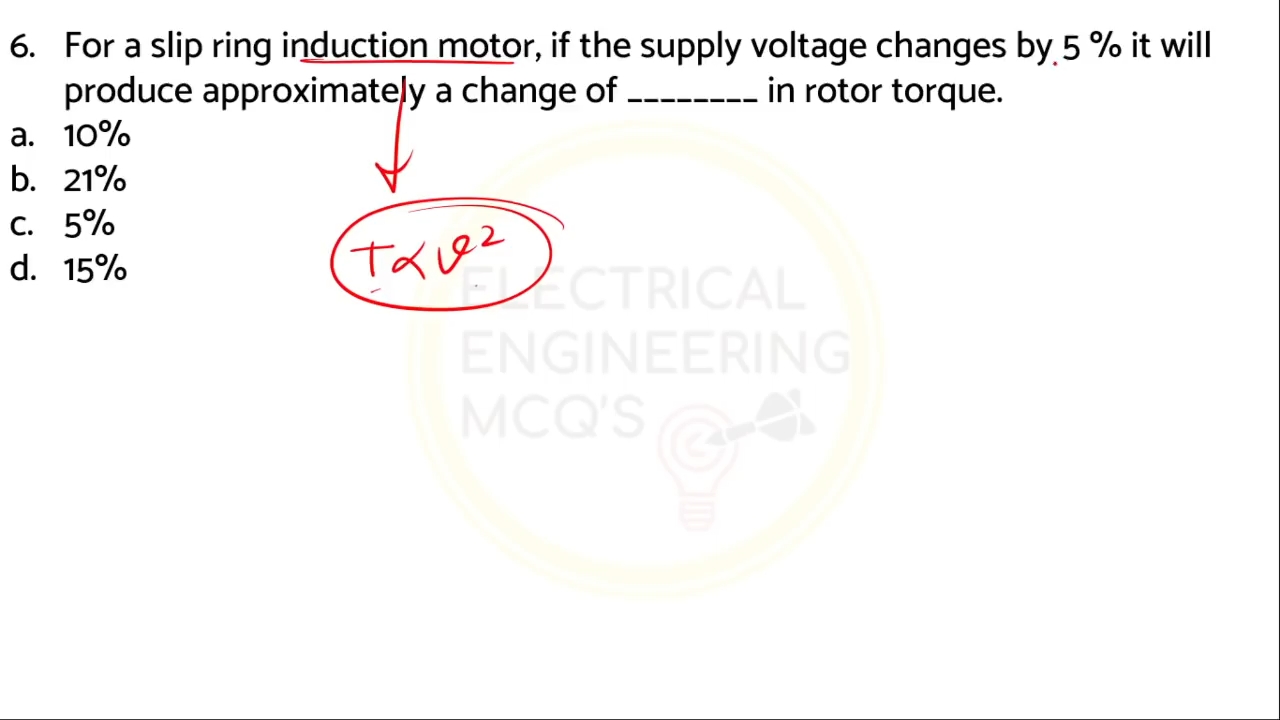 6. For a slip ring induction motor, if the supply voltage changes by 5 % it will
produce approximately a change of ________ in rotor torque.
a. 10%
b. 21%
c. 5%
d. 15%
T ∝ v²
ELECTRICAL
ENGINEERING
MCQ'S